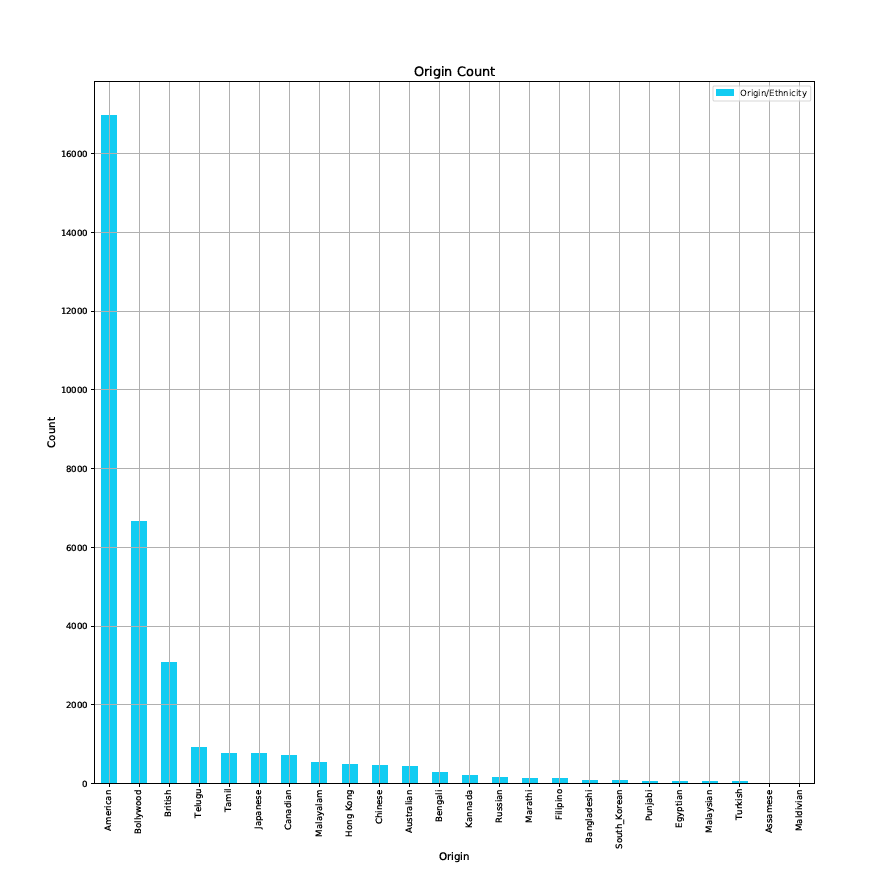 Origin Count
Origin/Ethnicity
16000
14000
12000
10000
8000
6000
4000
2000
0
Count
American
Bollywood
British
Telugu
Tamil
Japanese
Canadian
Malayalam
Hong Kong
Chinese
Australian
Bengali
Kannada
Russian
Marathi
Filipino
Bangladeshi
South_Korean
Punjabi
Egyptian
Malaysian
Turkish
Assamese
Maldivian
Origin